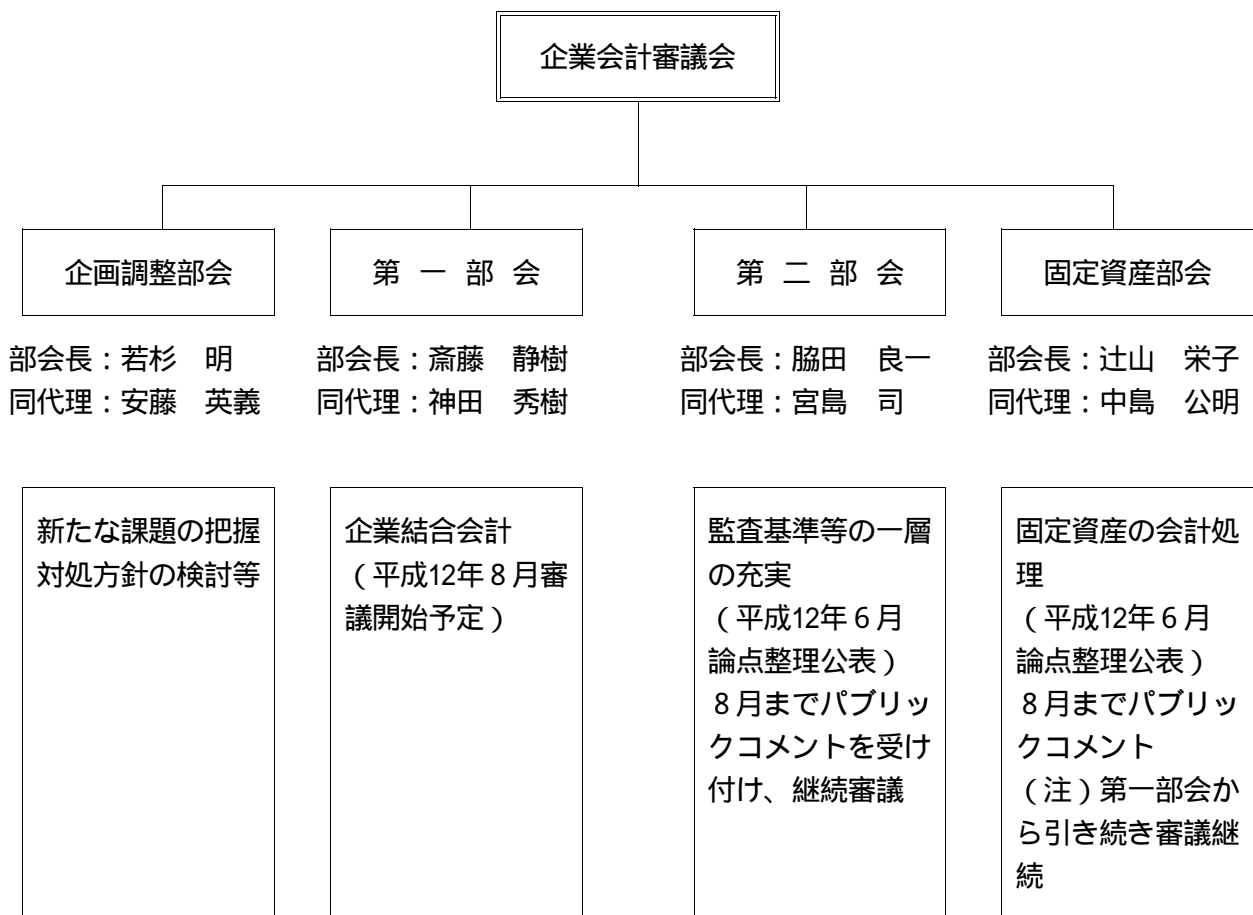 企業会計審議会
企画調整部会
第一部会
第二部会
固定資産部会
部会長：若杉　明
同代理：安藤　英義
部会長：斎藤　静樹
同代理：神田　秀樹
部会長：脇田　良一
同代理：宮島　司
部会長：辻山　栄子
同代理：中島　公明
新たな課題の把握
対処方針の検討等
企業結合会計
（平成12年８月審
議開始予定）
監査基準等の一層
の充実
（平成12年６月
論点整理公表）
８月までパブリッ
クコメントを受け
付け、継続審議
固定資産の会計処
理
（平成12年６月
論点整理公表）
８月までパブリッ
クコメント
（注）第一部会か
ら引き続き審議継
続